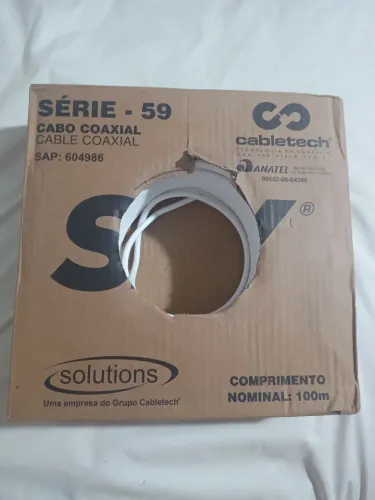 SÉRIE - 59
CABO COAXIAL
CABLE COAXIAL
SAP: 604986
cabletech®
ANATEL
S Y®
solutions
Uma empresa do Grupo Cabletech®
COMPRIMENTO
NOMINAL: 100m